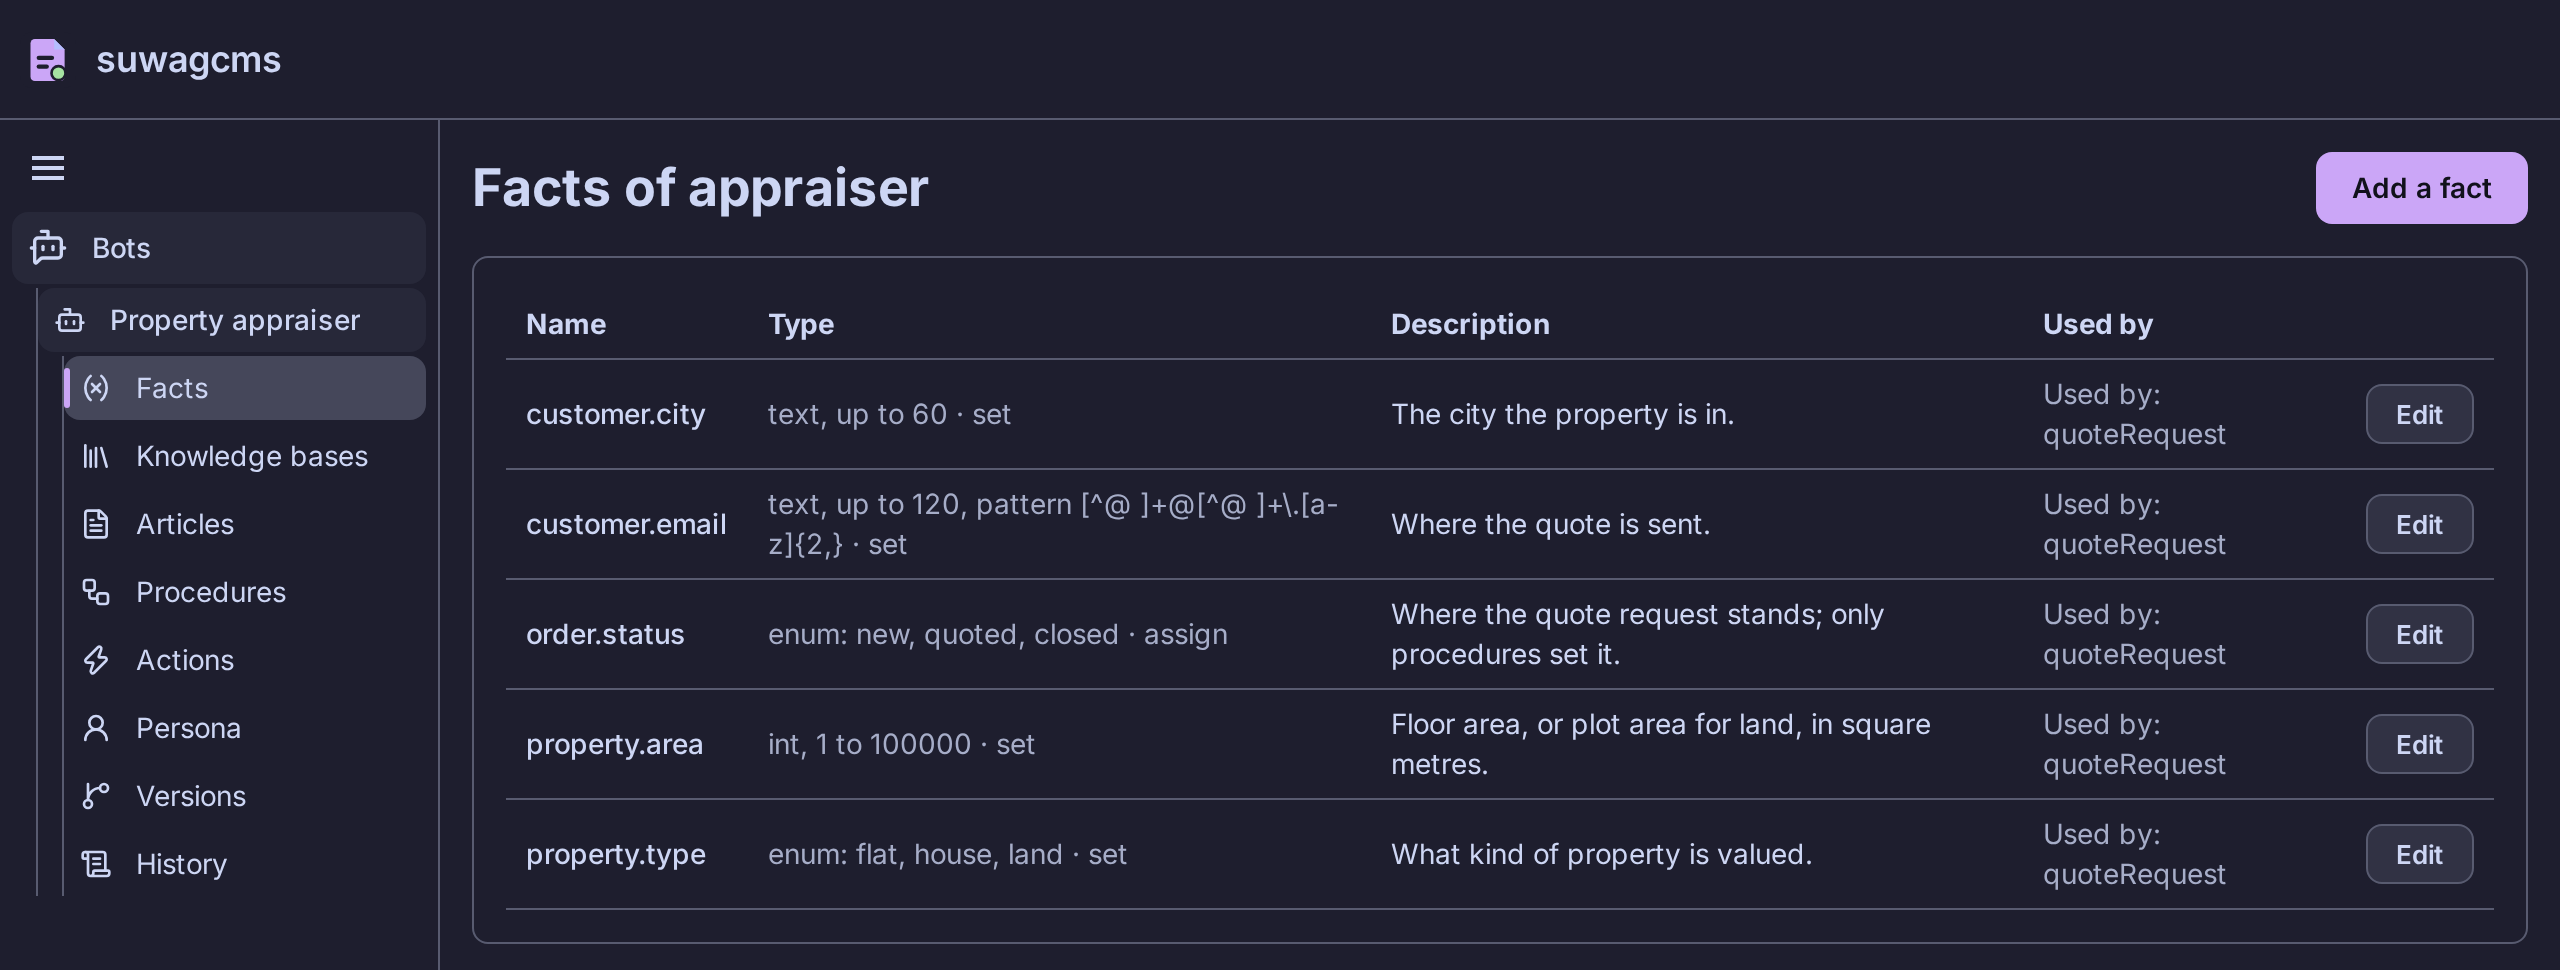 suwagcms
Bots
Property appraiser
Facts
Knowledge bases
Articles
Procedures
Actions
Persona
Versions
History
Facts of appraiser
Add a fact
Name Type Description Used by
customer.city text, up to 60 · set The city the property is in. Used by: quoteRequest Edit
customer.email text, up to 120, pattern [^@ ]+@[^@ ]+\.[a-z]{2,} · set Where the quote is sent. Used by: quoteRequest Edit
order.status enum: new, quoted, closed · assign Where the quote request stands; only procedures set it. Used by: quoteRequest Edit
property.area int, 1 to 100000 · set Floor area, or plot area for land, in square metres. Used by: quoteRequest Edit
property.type enum: flat, house, land · set What kind of property is valued. Used by: quoteRequest Edit